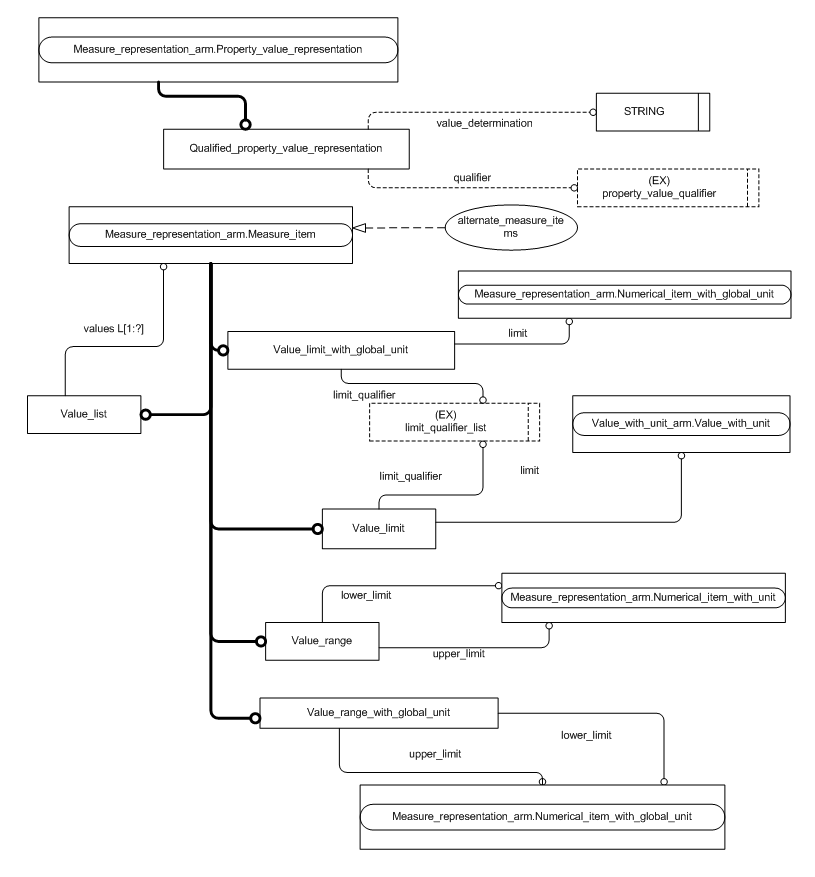 Measure_representation_arm.Property_value_representation
STRING
value_determination
Qualified_property_value_representation
qualifier
(EX)
property_value_qualifier
alternate_measure_ite
ms
Measure_representation_arm.Measure_item
Measure_representation_arm.Numerical_item_with_global_unit
values L[1:?]
limit
Value_limit_with_global_unit
limit_qualifier
(EX)
limit_qualifier_list
Value_list
Value_with_unit_arm.Value_with_unit
limit_qualifier
limit
Value_limit
lower_limit
Measure_representation_arm.Numerical_item_with_unit
Value_range
upper_limit
Value_range_with_global_unit
lower_limit
upper_limit
Measure_representation_arm.Numerical_item_with_global_unit